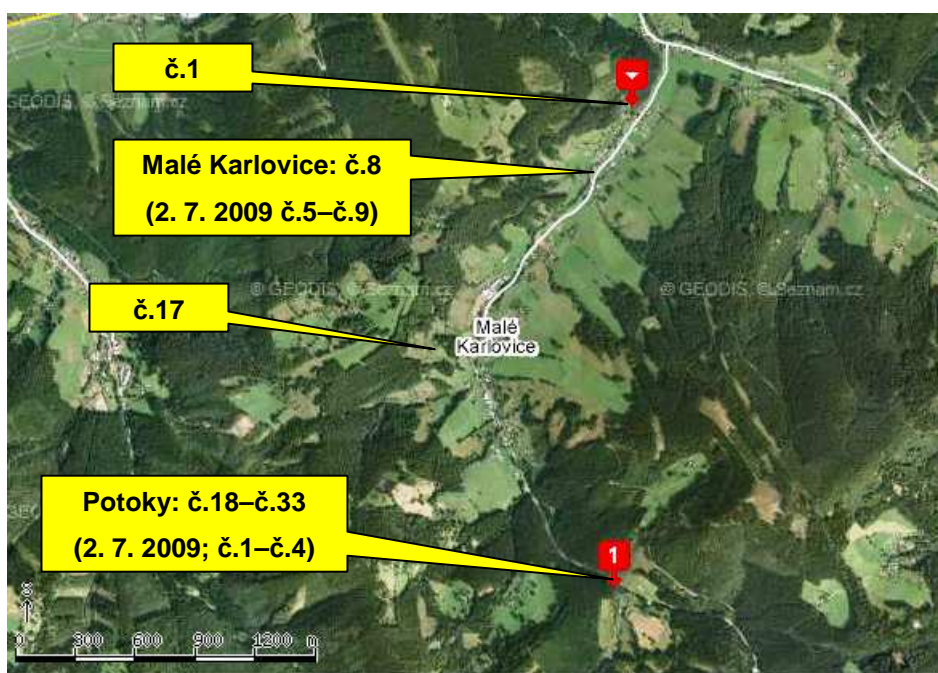 č.1
GEODIS, © Seznam.cz
Malé Karlovice: č.8
(2. 7. 2009 č.5–č.9)
© GEODIS, © Seznam.cz
© GEODIS, © Seznam.cz
č.17
Malé
Karlovice
Potoky: č.18–č.33
(2. 7. 2009; č.1–č.4)
1
0 300 600 900 1200 m